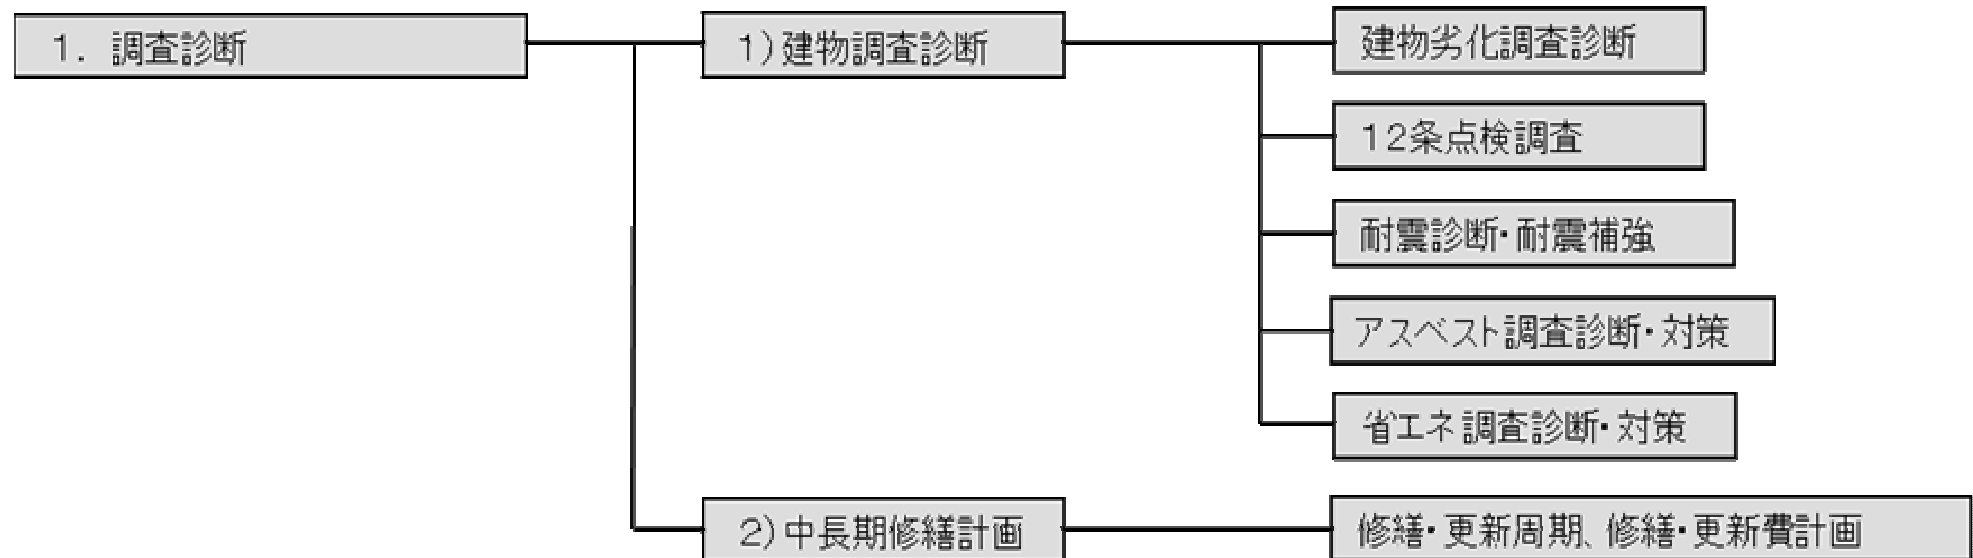 1. 調査診断
1)建物調査診断
建物劣化調査診断
12条点検調査
耐震診断・耐震補強
アスベスト調査診断・対策
省エネ調査診断・対策
2)中長期修繕計画
修繕・更新周期、修繕・更新費計画